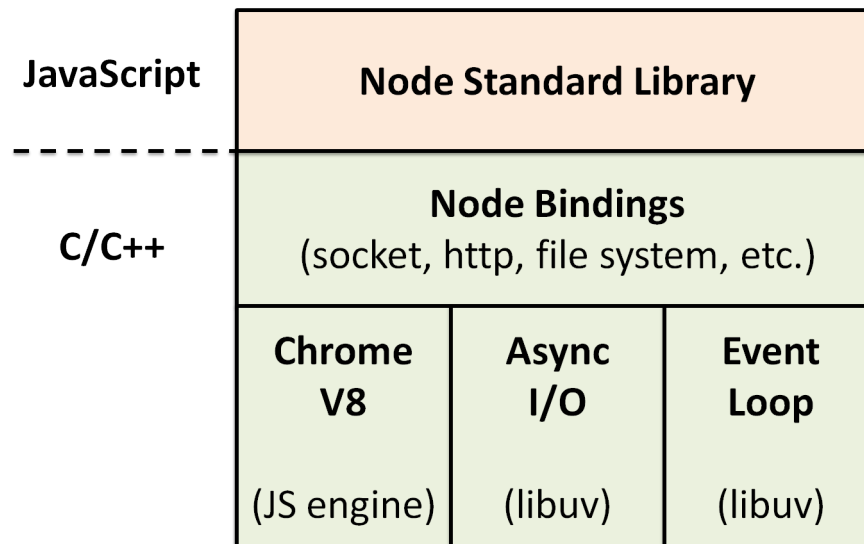 JavaScript
Node Standard Library
C/C++
Node Bindings
(socket, http, file system, etc.)
Chrome
V8
(JS engine)
Async
I/O
(libuv)
Event
Loop
(libuv)